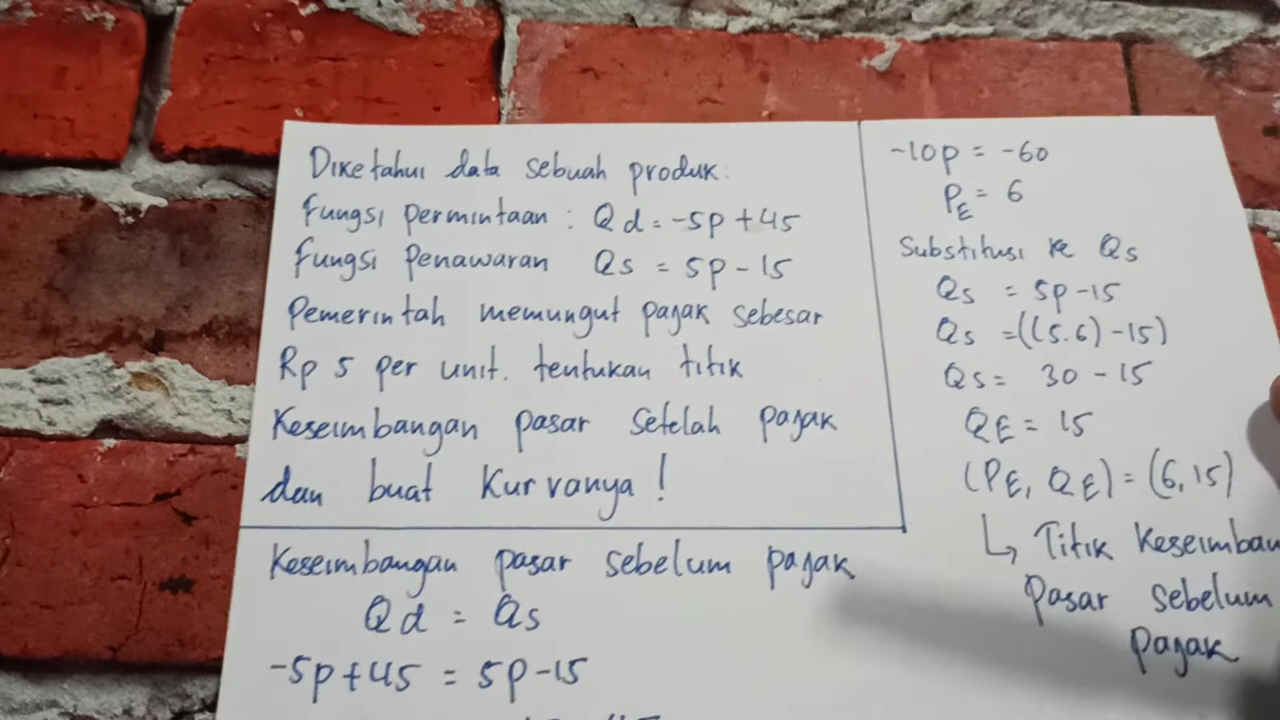 Diketahui data sebuah produk:
fungsi permintaan : Qd = -5p + 45
fungsi Penawaran Qs = 5p - 15
Pemerintah memungut pajak sebesar
Rp 5 per unit. tentukan titik
Keseimbangan pasar setelah pajak
dan buat Kurvanya !
Keseimbangan pasar sebelum pajak
Qd = Qs
-5p + 45 = 5p - 15
-10p = -60
PE = 6
Substitusi ke Qs
Qs = 5p - 15
Qs = ((5.6) - 15)
Qs = 30 - 15
QE = 15
(PE, QE) = (6, 15)
↳ Titik Keseimban
Pasar sebelum
Pajak